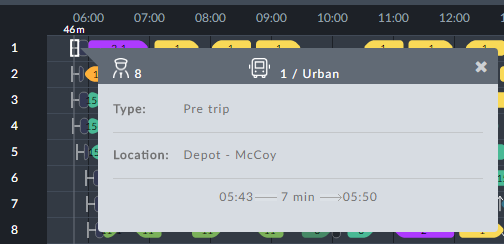 06:00 07:00 08:00 09:00 10:00 11:00 12:00
46m
1
2
3
4
5
6
7
8
8 1 / Urban ✖
Type: Pre trip
Location: Depot - McCoy
05:43 7 min 05:50